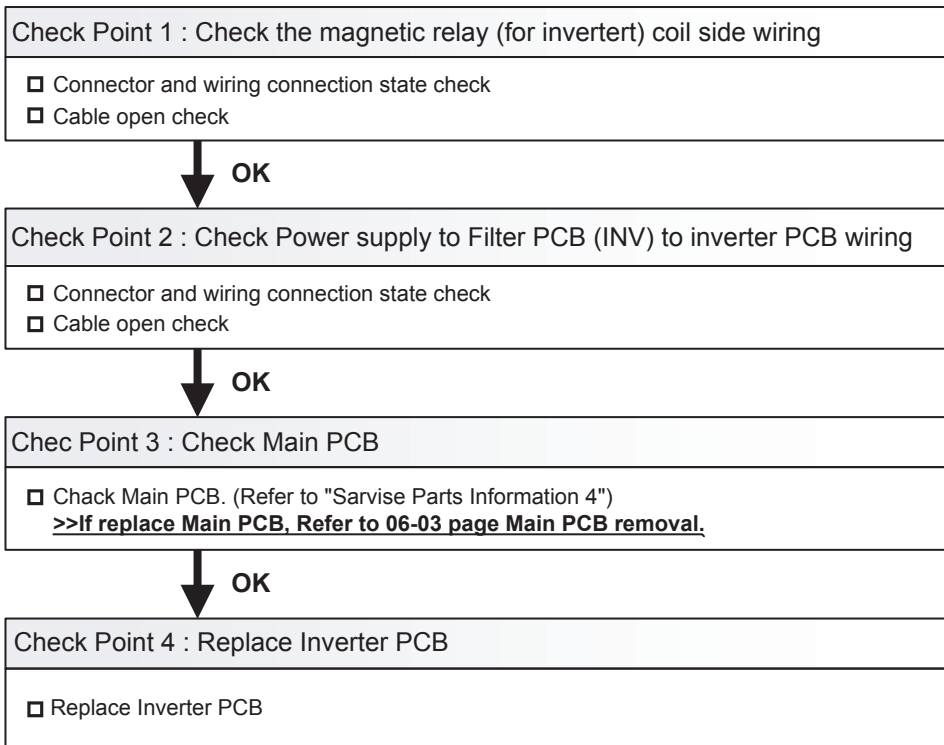 Check Point 1 : Check the magnetic relay (for invertert) coil side wiring
Connector and wiring connection state check
Cable open check
OK
Check Point 2 : Check Power supply to Filter PCB (INV) to inverter PCB wiring
Connector and wiring connection state check
Cable open check
OK
Chec Point 3 : Check Main PCB
Chack Main PCB. (Refer to "Sarvise Parts Information 4")
>>If replace Main PCB, Refer to 06-03 page Main PCB removal.
OK
Check Point 4 : Replace Inverter PCB
Replace Inverter PCB